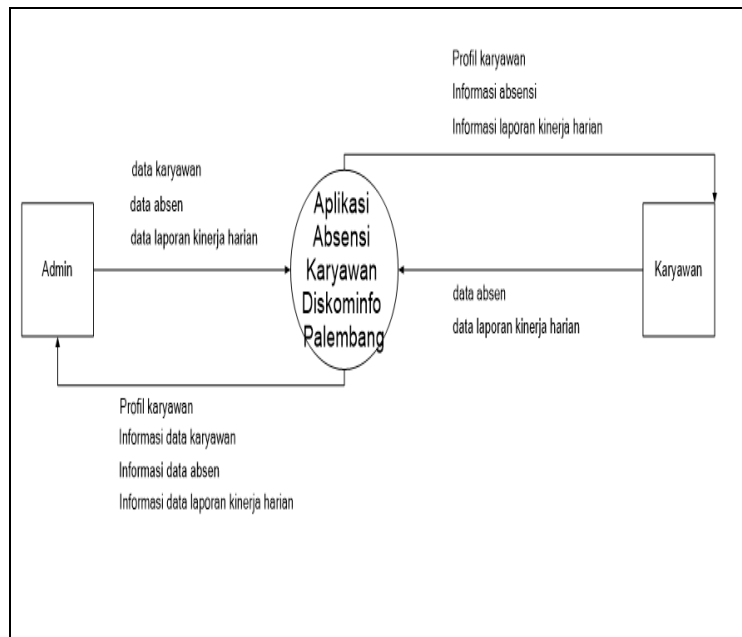 Profil karyawan
Informasi absensi
Informasi laporan kinerja harian
data karyawan
data absen
data laporan kinerja harian
Admin
Aplikasi
Absensi
Karyawan
Diskominfo
Palembang
Karyawan
data absen
data laporan kinerja harian
Profil karyawan
Informasi data karyawan
Informasi data absen
Informasi data laporan kinerja harian